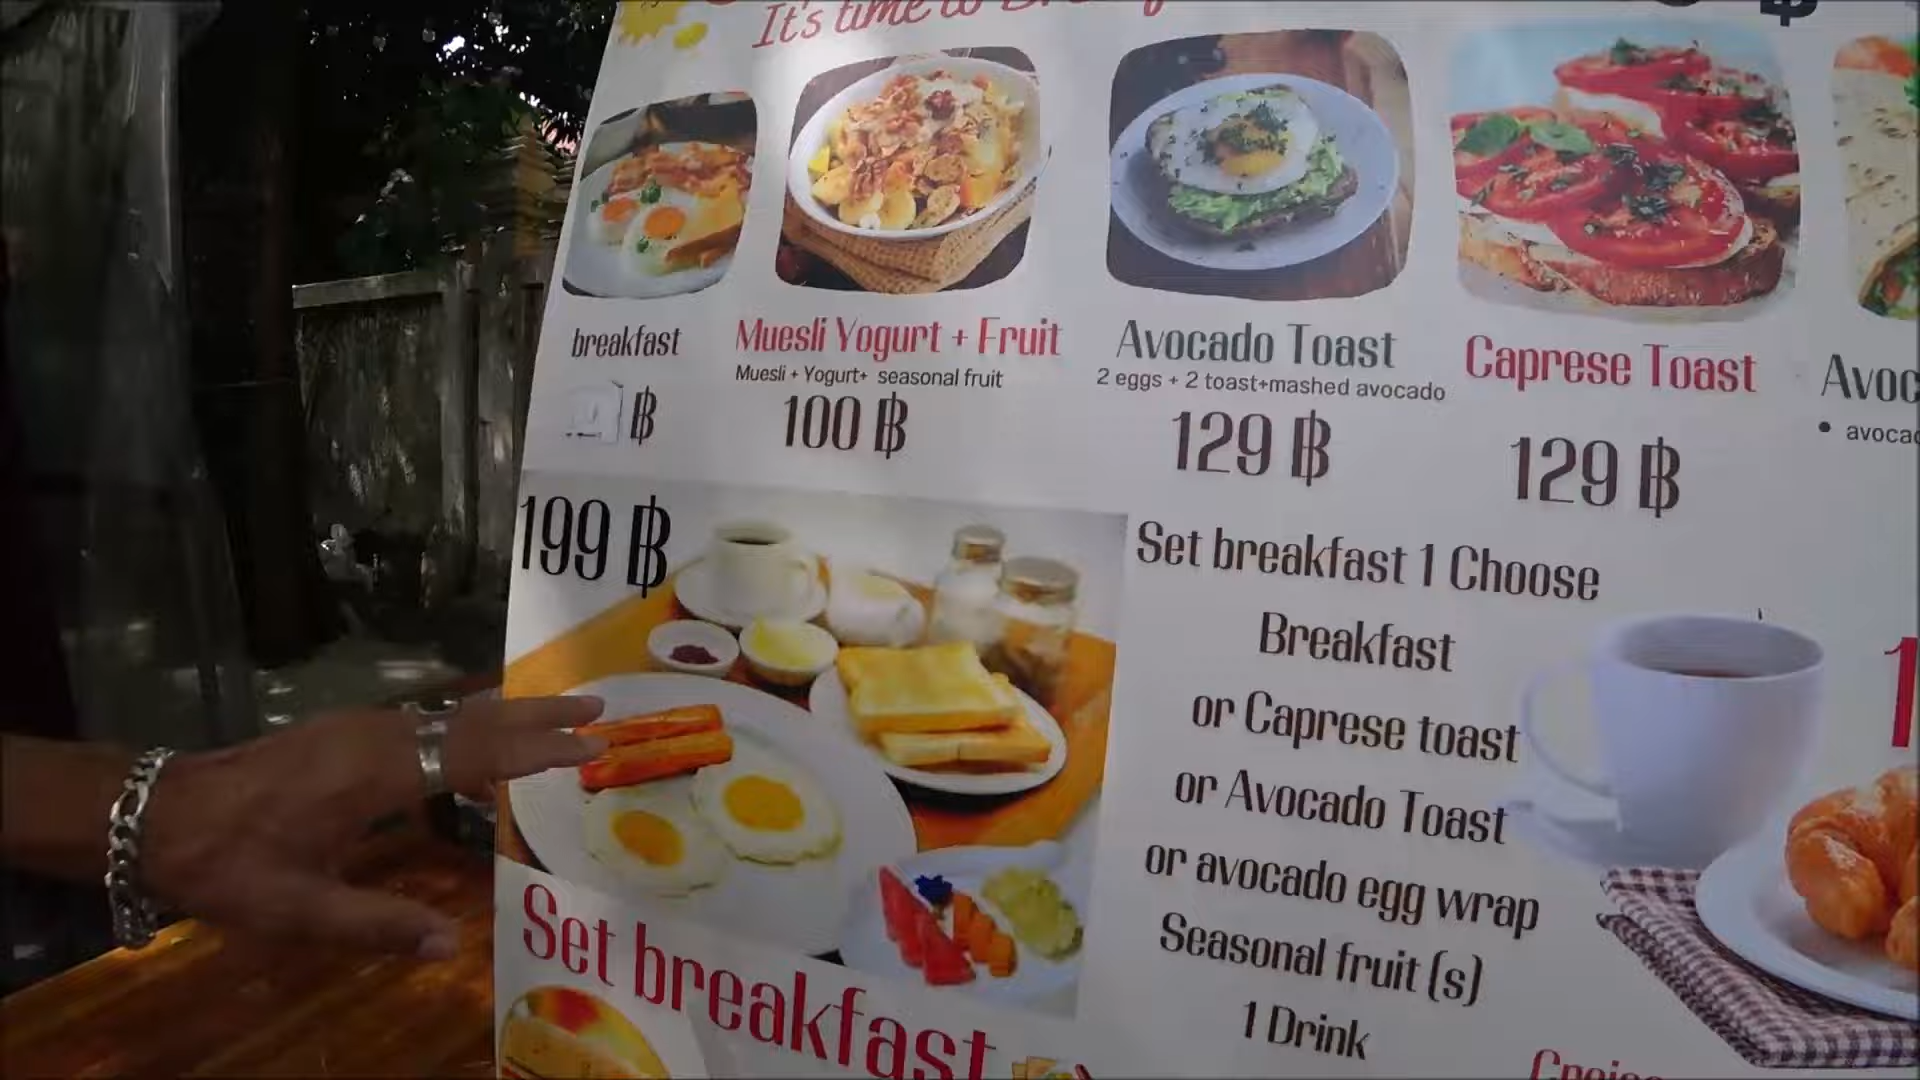 It's time to
breakfast
฿
Muesli Yogurt + Fruit
Muesli + Yogurt+ seasonal fruit
100 ฿
Avocado Toast
2 eggs + 2 toast+mashed avocado
129 ฿
Caprese Toast
129 ฿
199 ฿
Set breakfast 1 Choose
Breakfast
or Caprese toast
or Avocado Toast
or avocado egg wrap
Seasonal fruit (s)
1 Drink
Set breakfast